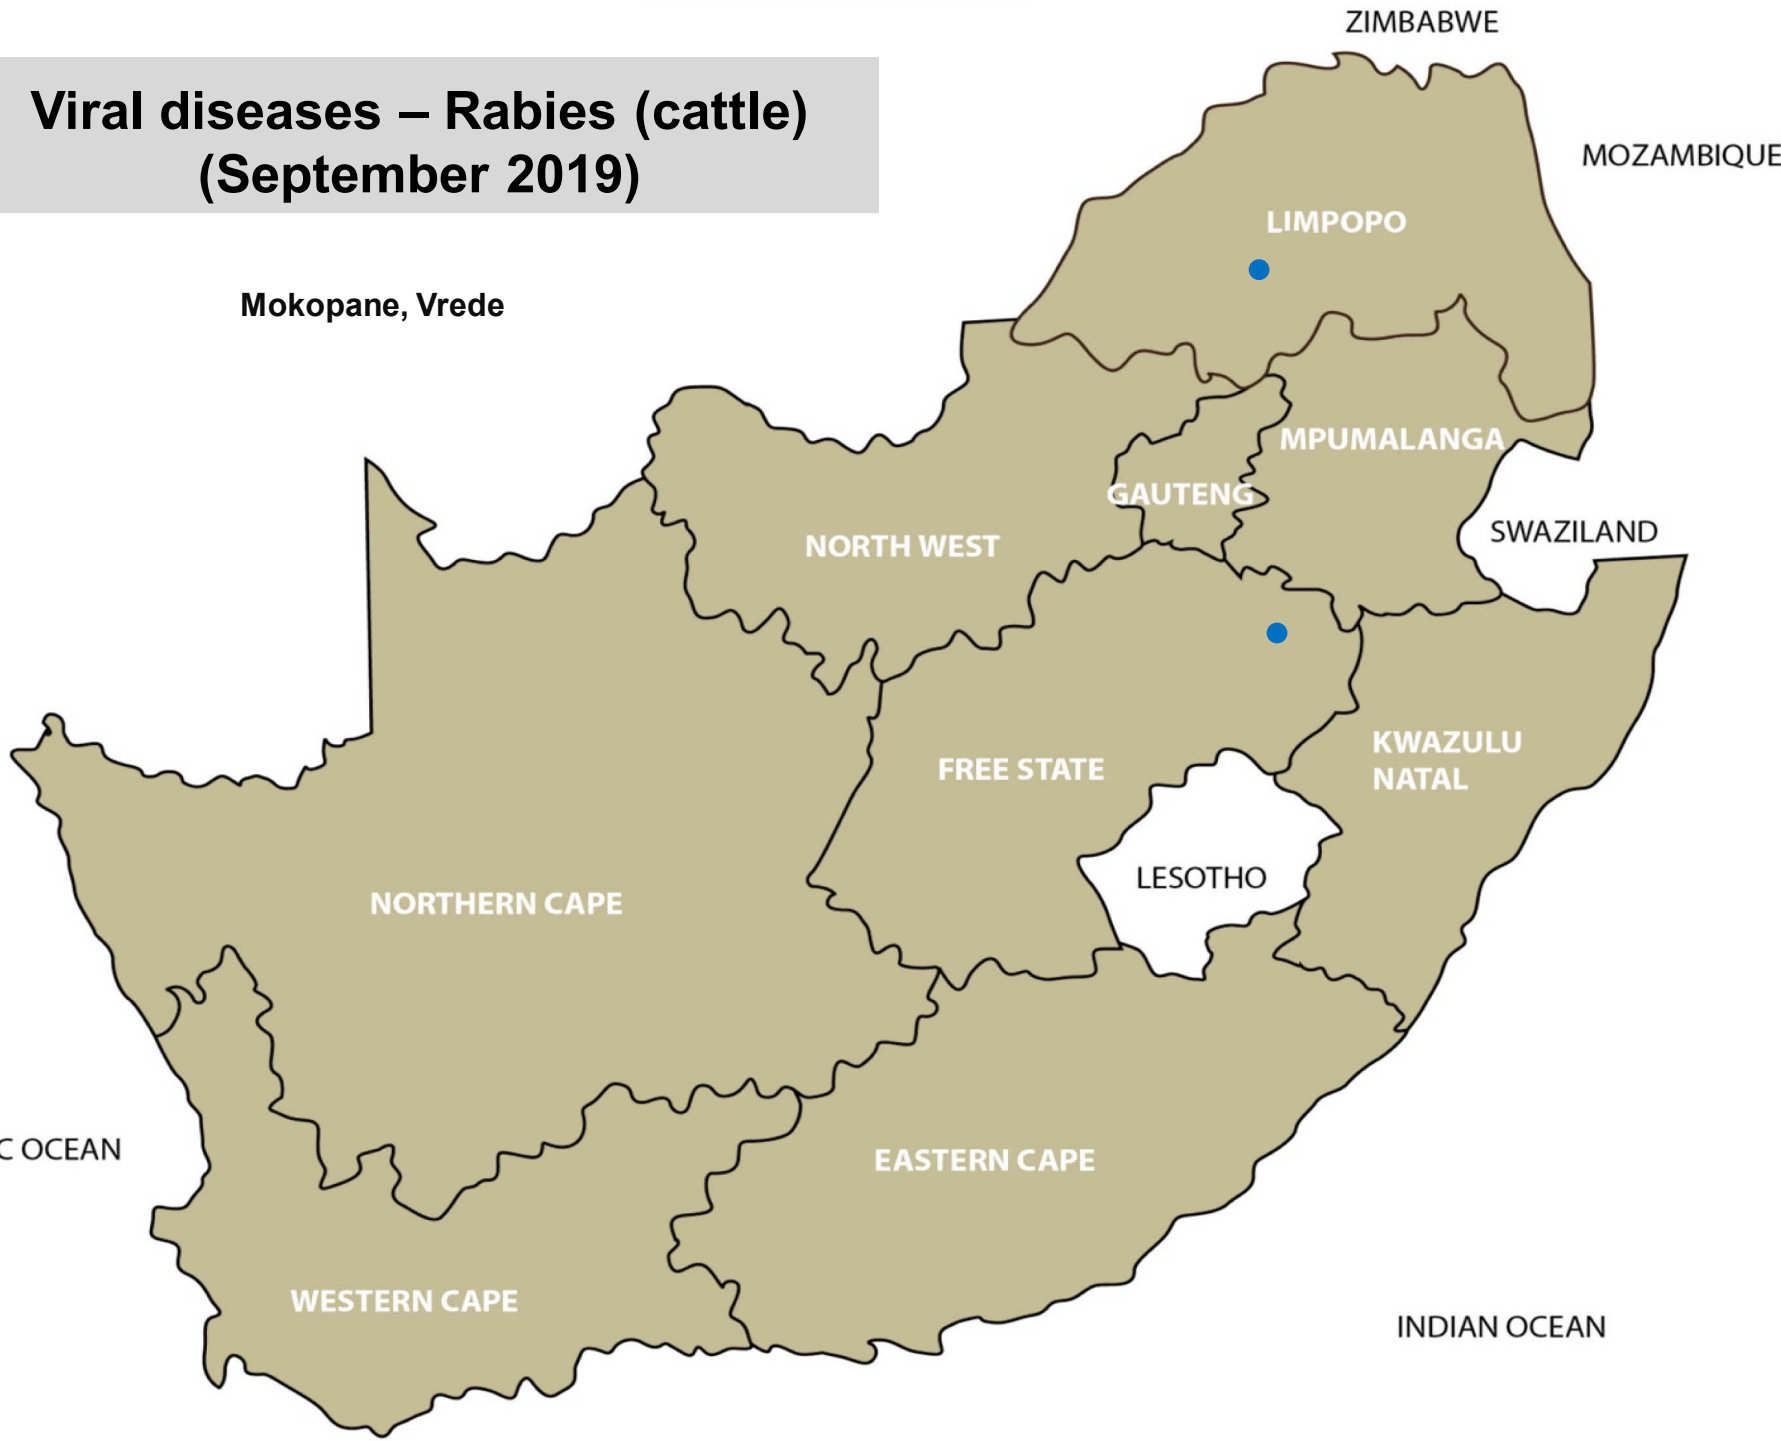 ZIMBABWE
Viral diseases – Rabies (cattle)
(September 2019)
MOZAMBIQUE
LIMPOPO
Mokopane, Vrede
MPUMALANGA
GAUTENG
SWAZILAND
NORTH WEST
KWAZULU
NATAL
FREE STATE
LESOTHO
NORTHERN CAPE
C OCEAN
EASTERN CAPE
WESTERN CAPE
INDIAN OCEAN